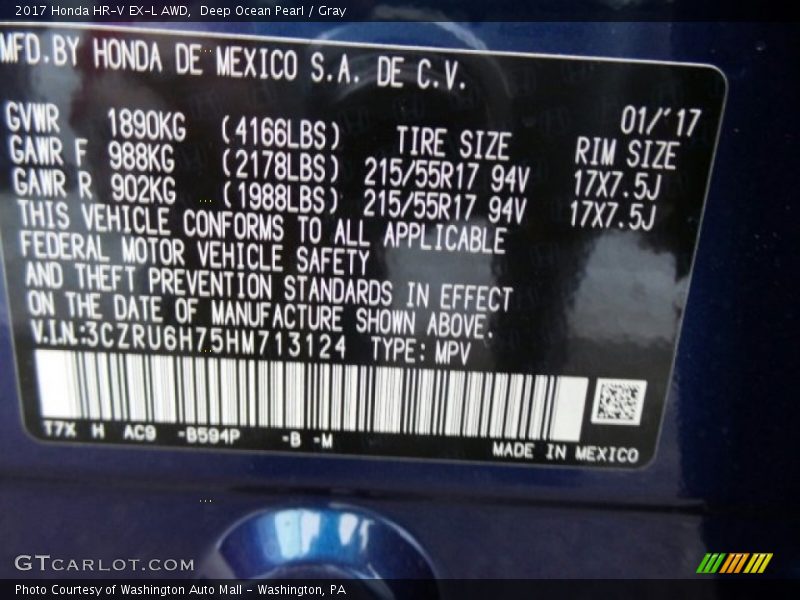 2017 Honda HR-V EX-L AWD, Deep Ocean Pearl / Gray
MFD.BY HONDA DE MEXICO S.A. DE C.V.
01/'17
GVWR 1890KG (4166LBS) TIRE SIZE RIM SIZE
GAWR F 988KG (2178LBS) 215/55R17 94V 17X7.5J
GAWR R 902KG (1988LBS) 215/55R17 94V 17X7.5J
THIS VEHICLE CONFORMS TO ALL APPLICABLE
FEDERAL MOTOR VEHICLE SAFETY
AND THEFT PREVENTION STANDARDS IN EFFECT
ON THE DATE OF MANUFACTURE SHOWN ABOVE.
V.I.N:3CZRU6H75HM713124 TYPE: MPV
T7X H AC9 -B594P -B -M
MADE IN MEXICO
GTCARLOT.COM
Photo Courtesy of Washington Auto Mall - Washington, PA